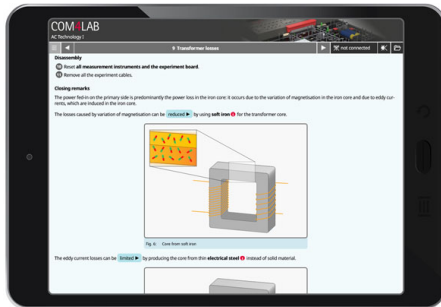 COM4LAB
AC Technology I
9 Transformer losses
not connected
Disassembly
Reset all measurement instruments and the experiment board.
Remove all the experiment cables.
Closing remarks
The power fed-in on the primary side is predominantly the power loss in the iron core; it occurs due to the variation of magnetisation in the iron core and due to eddy cur-
rents, which are induced in the iron core.
The losses caused by variation of magnetisation can be reduced ▶ by using soft iron for the transformer core.
Fig. 6: Core from soft iron
The eddy current losses can be limited ▶ by producing the core from thin electrical steel instead of solid material.